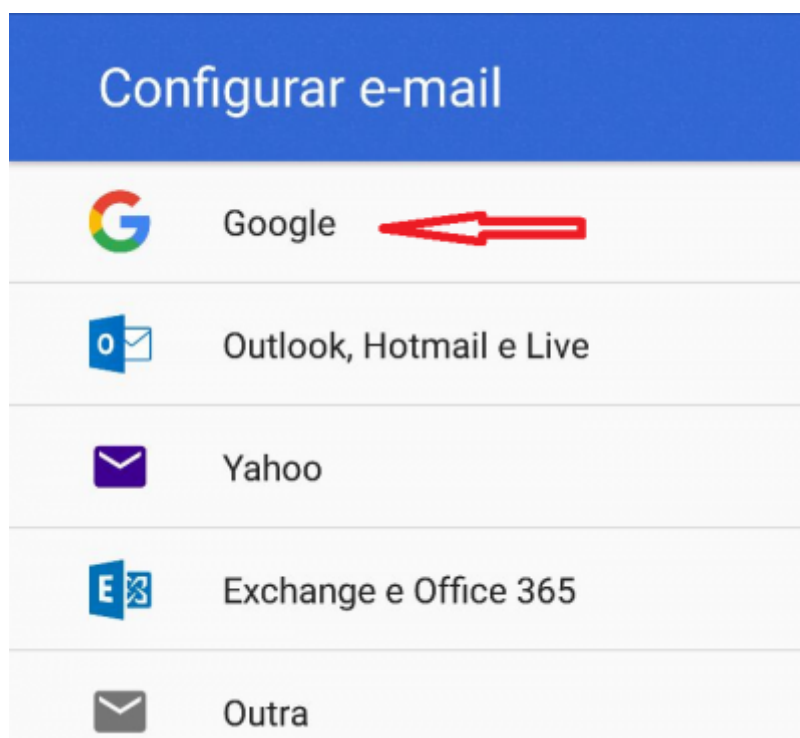 Configurar e-mail
Google
Outlook, Hotmail e Live
Yahoo
Exchange e Office 365
Outra